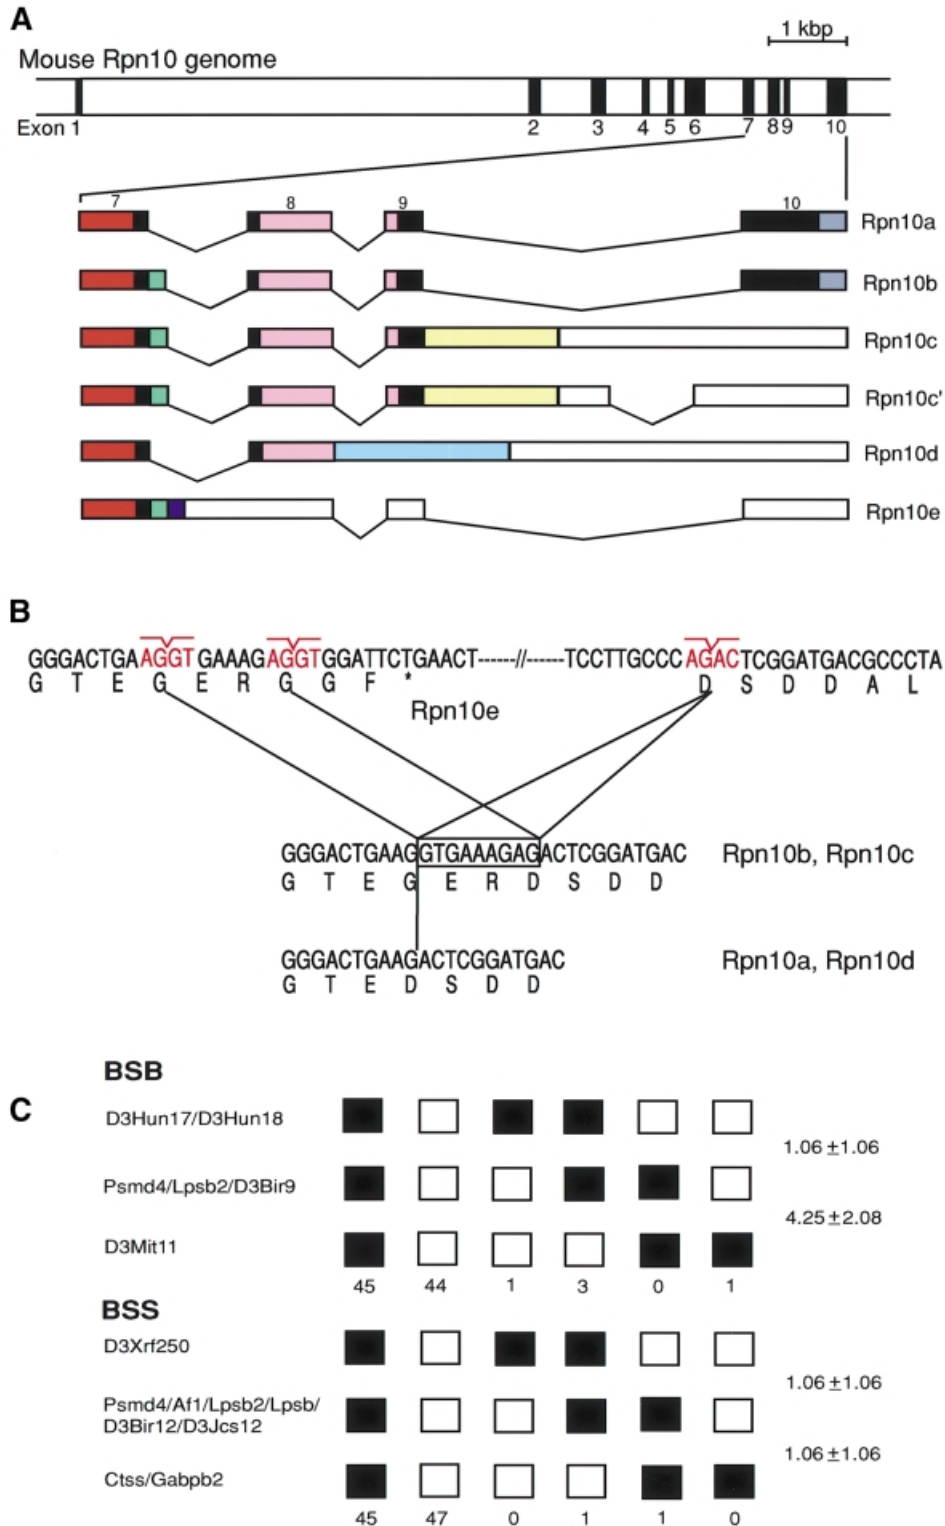 A
1 kbp
Mouse Rpn10 genome
Exon 1 2 3 4 5 6 7 8 9 10
7 8 9 10
Rpn10a
Rpn10b
Rpn10c
Rpn10c'
Rpn10d
Rpn10e
B
GGGACTGAAGGTGAAAGAGGTGGATTCTGAACT------//------TCCTTGCCCAGACTCGGATGACGCCCTA
G T E G E R G G F * D S D D A L
Rpn10e
GGGACTGAAGGTGAAAGAGACTCGGATGAC Rpn10b, Rpn10c
G T E G E R D S D D
GGGACTGAAGACTCGGATGAC Rpn10a, Rpn10d
G T E D S D D
C
BSB
D3Hun17/D3Hun18
1.06 ±1.06
Psmd4/Lpsb2/D3Bir9
4.25±2.08
D3Mit11
45 44 1 3 0 1
BSS
D3Xrf250
1.06 ±1.06
Psmd4/Af1/Lpsb2/Lpsb/
D3Bir12/D3Jcs12
1.06 ±1.06
Ctss/Gabpb2
45 47 0 1 1 0